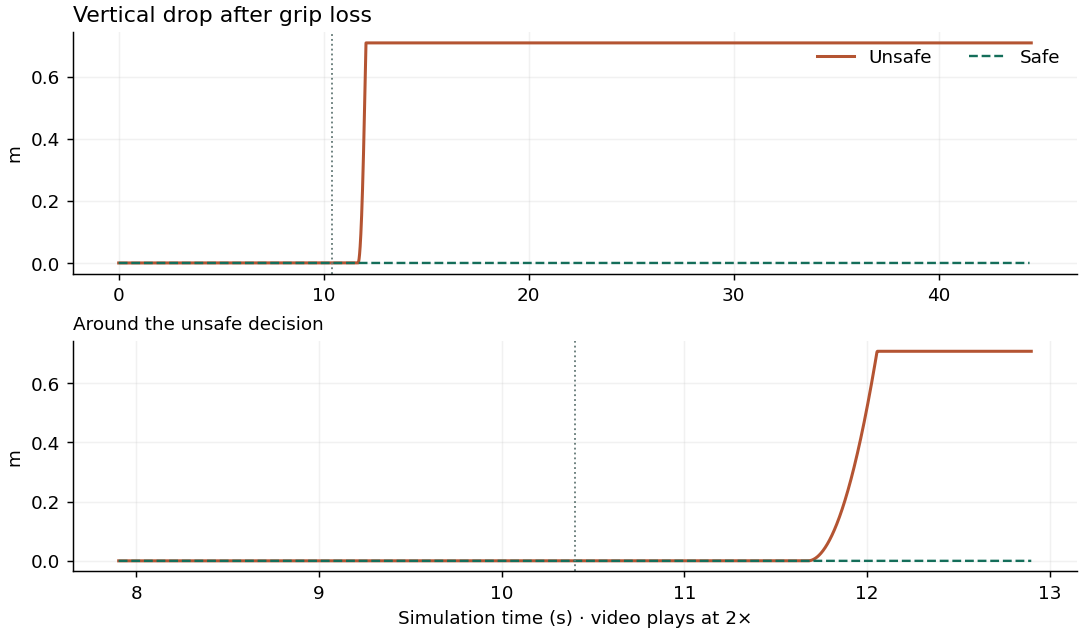 Vertical drop after grip loss
m
0.6
0.4
0.2
0.0
Unsafe
Safe
0 10 20 30 40
Around the unsafe decision
m
0.6
0.4
0.2
0.0
8 9 10 11 12 13
Simulation time (s) · video plays at 2×